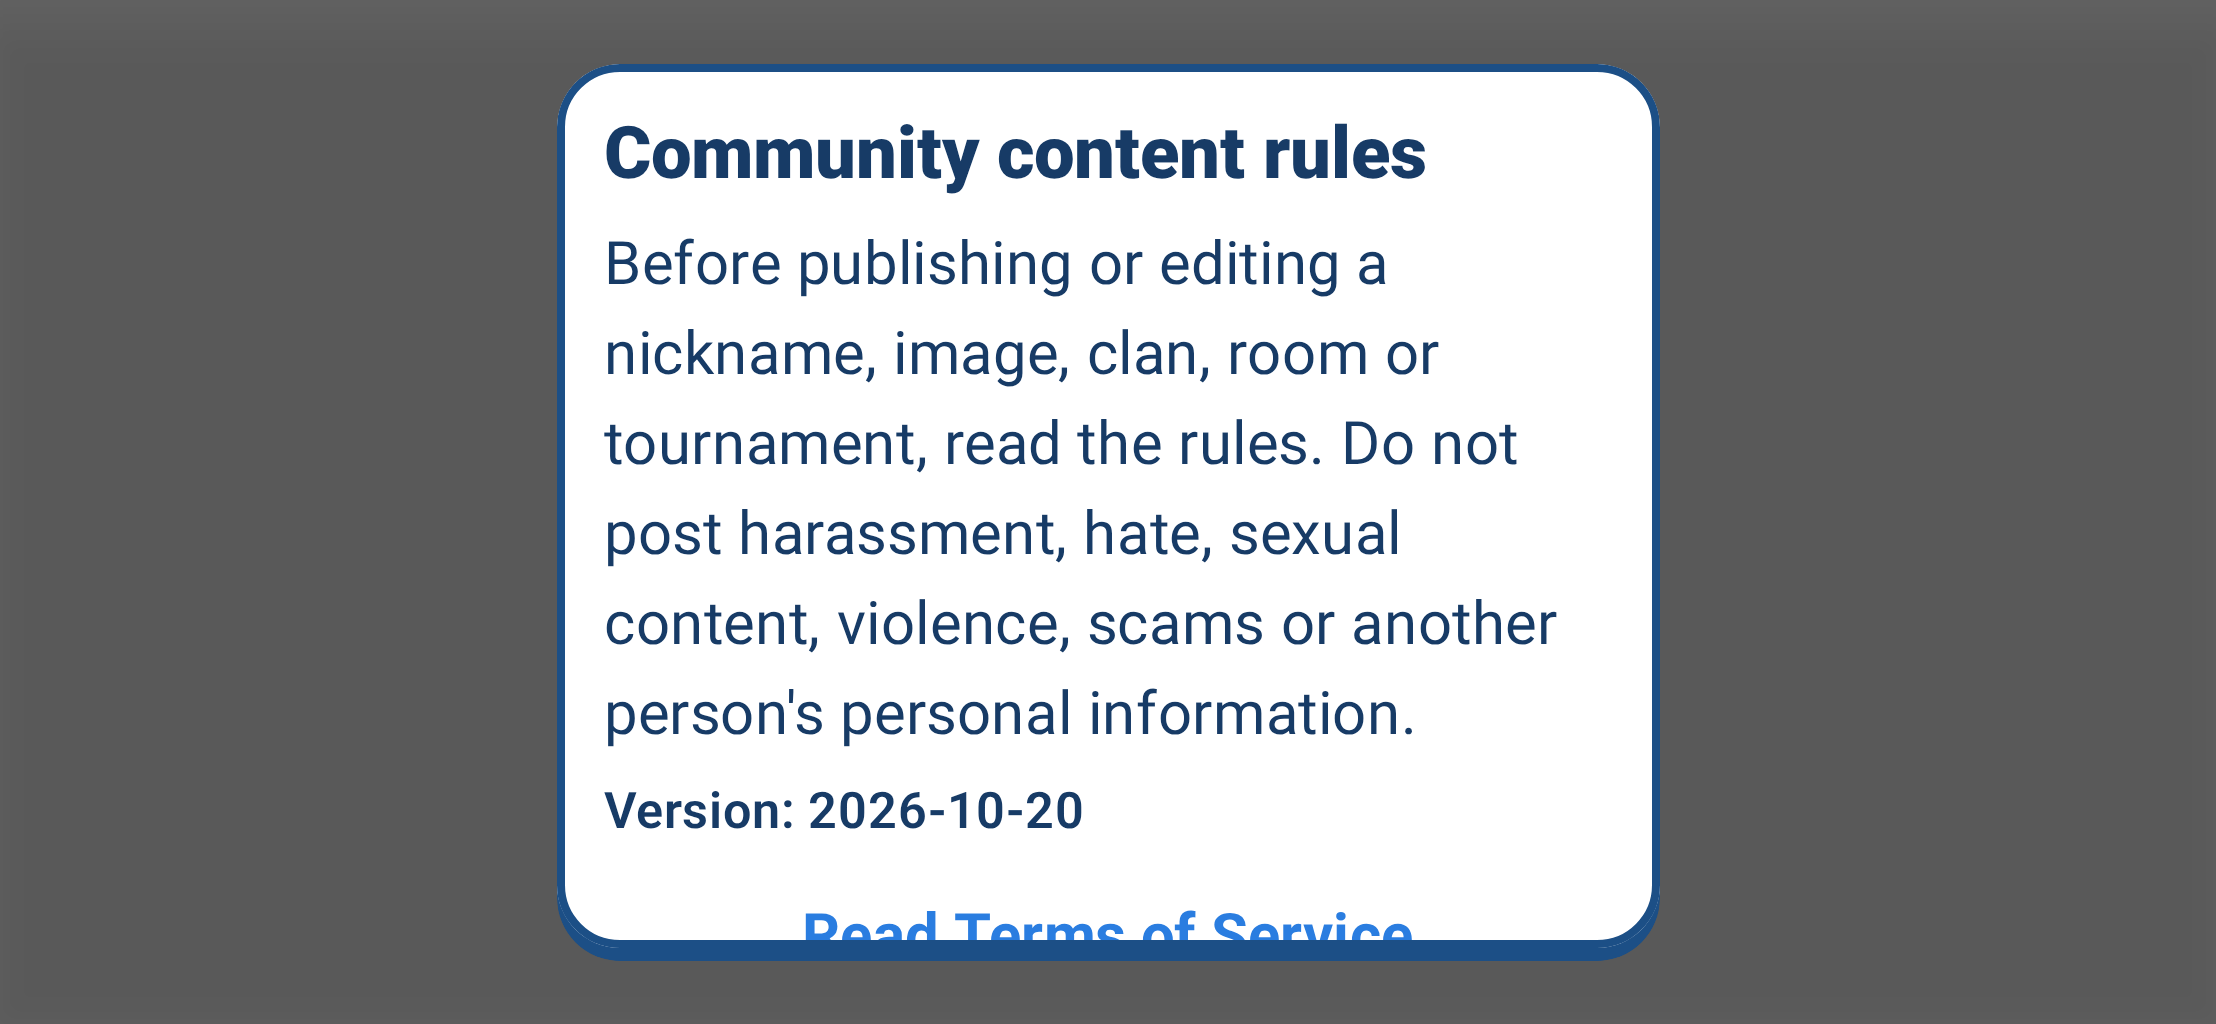 Community content rules
Before publishing or editing a
nickname, image, clan, room or
tournament, read the rules. Do not
post harassment, hate, sexual
content, violence, scams or another
person's personal information.
Version: 2026-10-20
Read Terms of Service